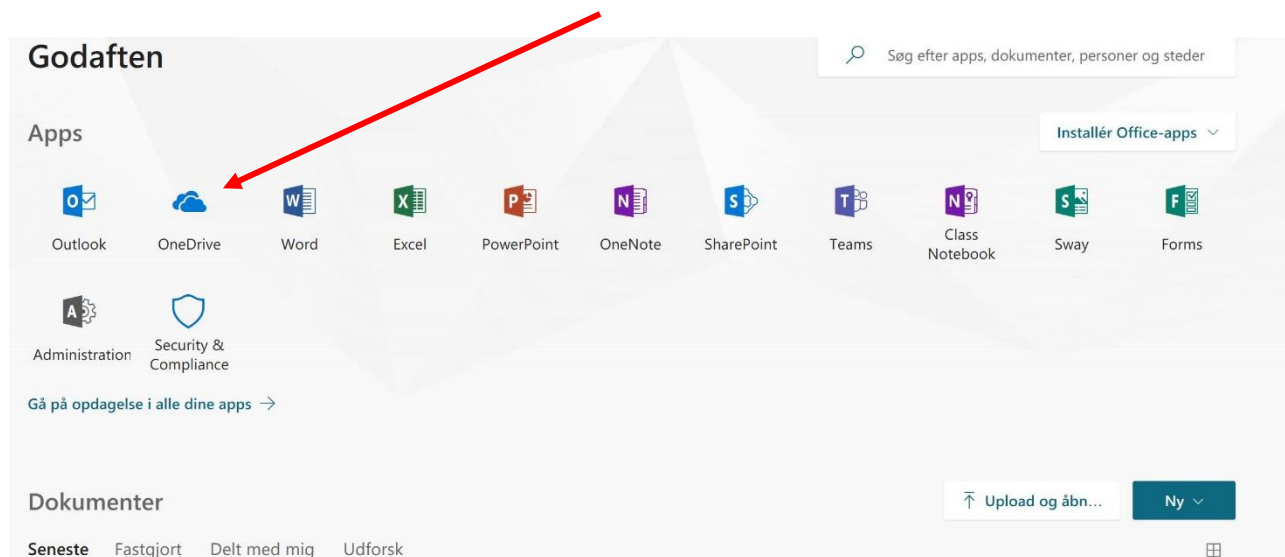 Godaften
Søg efter apps, dokumenter, personer og steder
Apps
Installér Office-apps
Outlook
OneDrive
Word
Excel
PowerPoint
OneNote
SharePoint
Teams
Class
Notebook
Sway
Forms
Administration
Security &
Compliance
Gå på opdagelse i alle dine apps →
Dokumenter
Upload og åbn...
Ny
Seneste Fastgjort Delt med mig Udforsk